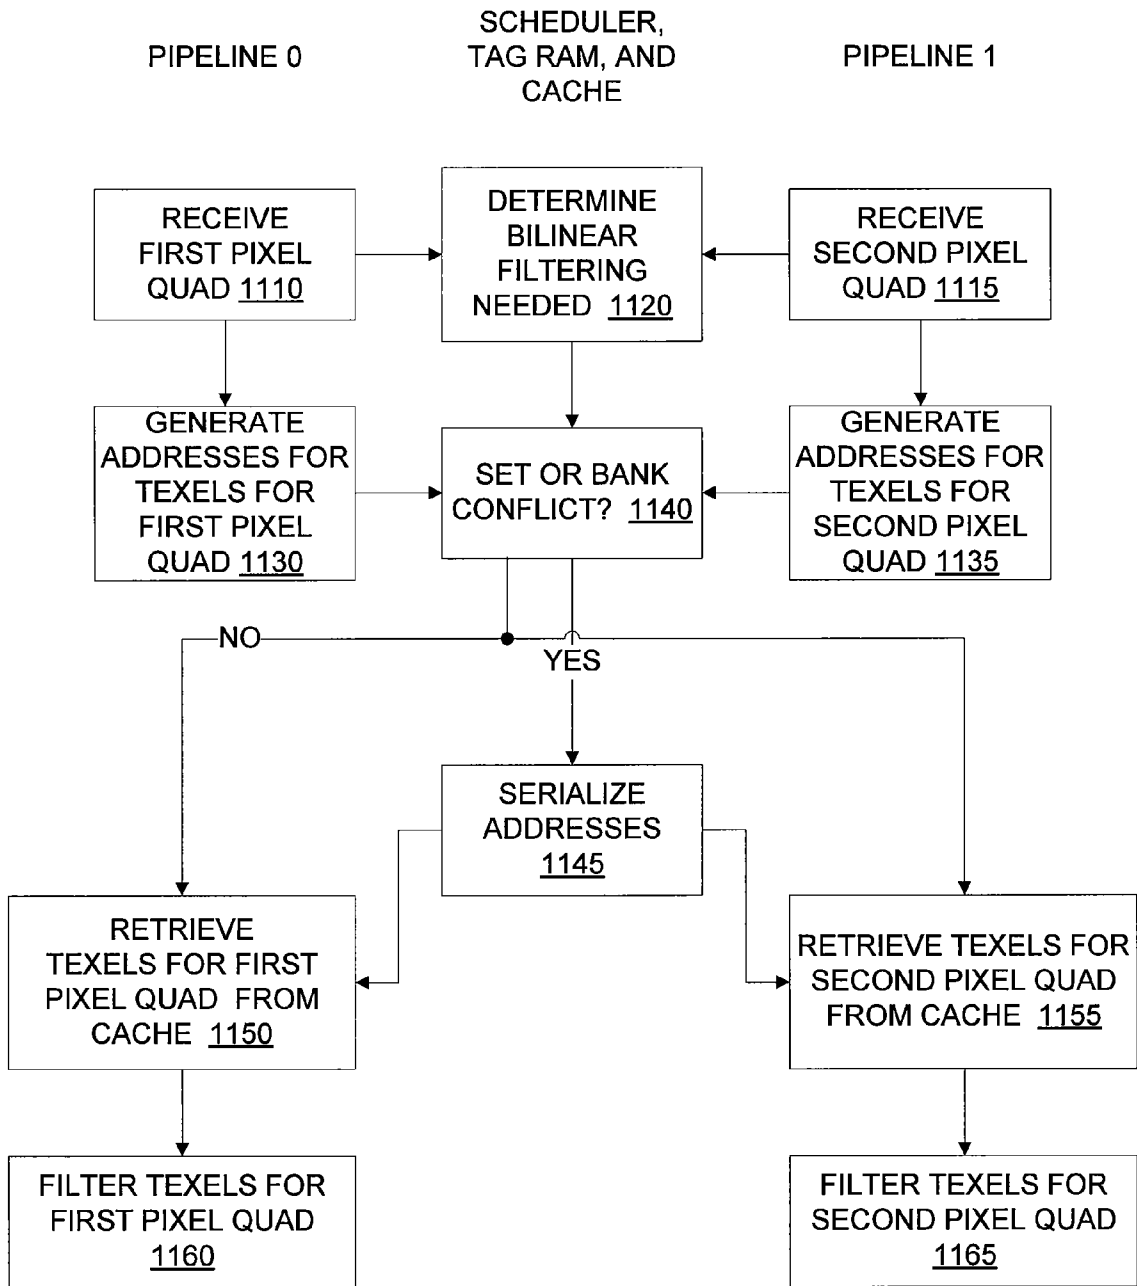 PIPELINE 0
SCHEDULER,
TAG RAM, AND
CACHE
PIPELINE 1
RECEIVE
FIRST PIXEL
QUAD 1110
DETERMINE
BILINEAR
FILTERING
NEEDED 1120
RECEIVE
SECOND PIXEL
QUAD 1115
GENERATE
ADDRESSES FOR
TEXELS FOR
FIRST PIXEL
QUAD 1130
SET OR BANK
CONFLICT? 1140
GENERATE
ADDRESSES FOR
TEXELS FOR
SECOND PIXEL
QUAD 1135
NO
YES
SERIALIZE
ADDRESSES
1145
RETRIEVE
TEXELS FOR FIRST
PIXEL QUAD FROM
CACHE 1150
RETRIEVE TEXELS FOR
SECOND PIXEL QUAD
FROM CACHE 1155
FILTER TEXELS FOR
FIRST PIXEL QUAD
1160
FILTER TEXELS FOR
SECOND PIXEL QUAD
1165